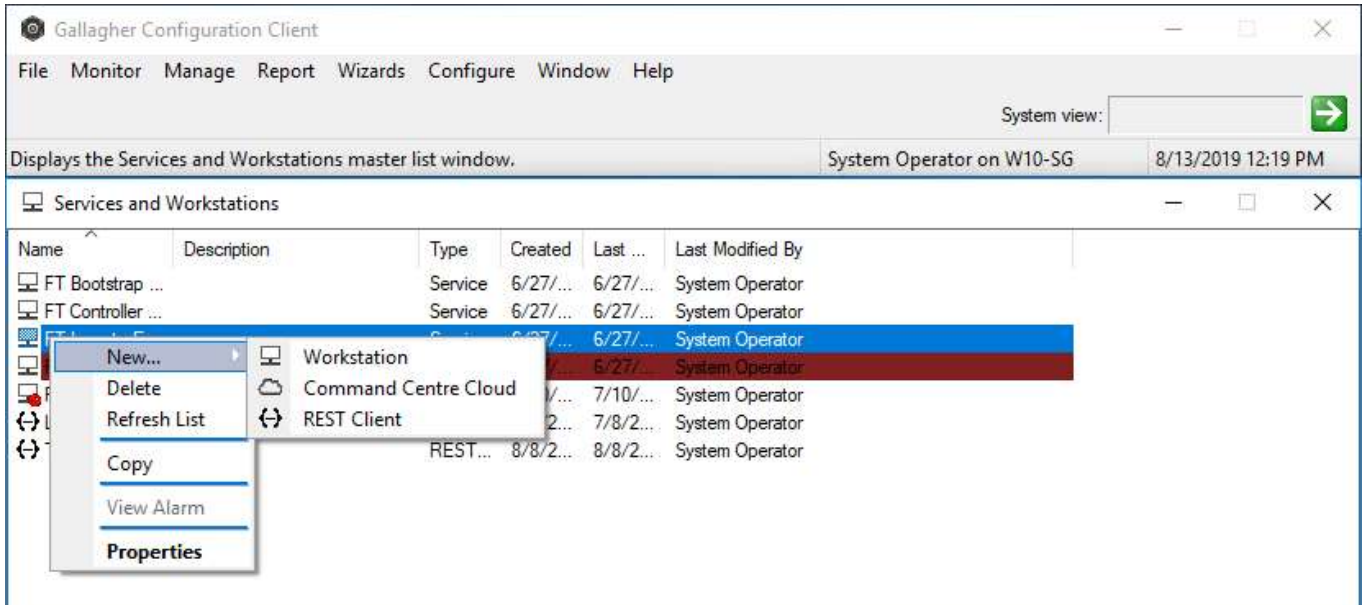 Gallagher Configuration Client
File Monitor Manage Report Wizards Configure Window Help
System view:
Displays the Services and Workstations master list window. System Operator on W10-SG 8/13/2019 12:19 PM
Services and Workstations
Name Description Type Created Last ... Last Modified By
FT Bootstrap ... Service 6/27/... 6/27/... System Operator
FT Controller ... Service 6/27/... 6/27/... System Operator
6/27/... System Operator
New... Workstation 6/27/... System Operator
Delete Command Centre Cloud 7/10/... System Operator
Refresh List REST Client 7/8/2... System Operator
REST... 8/8/2... 8/8/2... System Operator
Copy
View Alarm
Properties